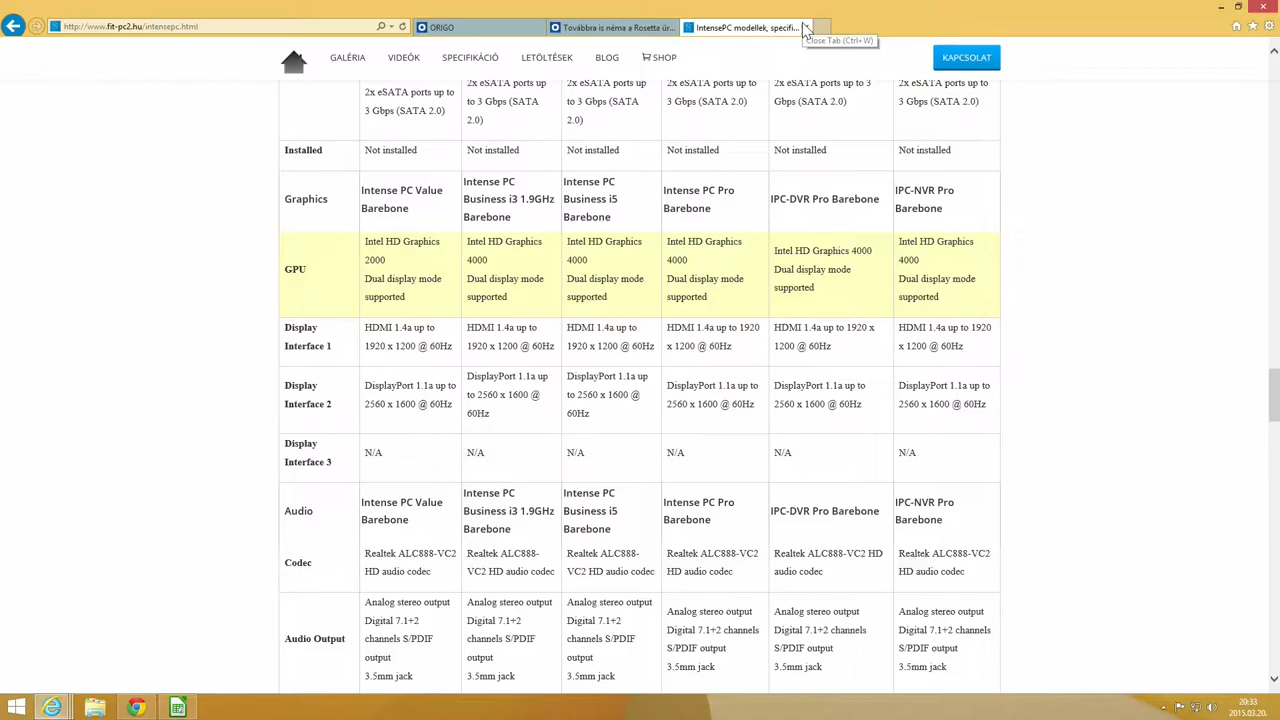 http://www.fit-pc2.hu/intensepc.html
ORIGO
Továbbra is néma a Rosetta űr...
IntensePC modellek, specifi...
Close Tab (Ctrl+W)
GALÉRIA VIDEÓK SPECIFIKÁCIÓ LETÖLTÉSEK BLOG SHOP KAPCSOLAT
2x eSATA ports up to
3 Gbps (SATA 2.0)
2x eSATA ports up
to 3 Gbps (SATA
2.0)
2x eSATA ports up
to 3 Gbps (SATA
2.0)
2x eSATA ports up to
3 Gbps (SATA 2.0)
2x eSATA ports up to 3
Gbps (SATA 2.0)
2x eSATA ports up to
3 Gbps (SATA 2.0)
Installed
Not installed
Not installed
Not installed
Not installed
Not installed
Not installed
Graphics
Intense PC Value
Barebone
Intense PC
Business i3 1.9GHz
Barebone
Intense PC
Business i5
Barebone
Intense PC Pro
Barebone
IPC-DVR Pro Barebone
IPC-NVR Pro
Barebone
GPU
Intel HD Graphics
2000
Dual display mode
supported
Intel HD Graphics
4000
Dual display mode
supported
Intel HD Graphics
4000
Dual display mode
supported
Intel HD Graphics
4000
Dual display mode
supported
Intel HD Graphics 4000
Dual display mode
supported
Intel HD Graphics
4000
Dual display mode
supported
Display
Interface 1
HDMI 1.4a up to
1920 x 1200 @ 60Hz
HDMI 1.4a up to
1920 x 1200 @ 60Hz
HDMI 1.4a up to
1920 x 1200 @ 60Hz
HDMI 1.4a up to 1920
x 1200 @ 60Hz
HDMI 1.4a up to 1920 x
1200 @ 60Hz
HDMI 1.4a up to 1920
x 1200 @ 60Hz
Display
Interface 2
DisplayPort 1.1a up to
2560 x 1600 @ 60Hz
DisplayPort 1.1a up
to 2560 x 1600 @
60Hz
DisplayPort 1.1a up
to 2560 x 1600 @
60Hz
DisplayPort 1.1a up to
2560 x 1600 @ 60Hz
DisplayPort 1.1a up to
2560 x 1600 @ 60Hz
DisplayPort 1.1a up to
2560 x 1600 @ 60Hz
Display
Interface 3
N/A
N/A
N/A
N/A
N/A
N/A
Audio
Intense PC Value
Barebone
Intense PC
Business i3 1.9GHz
Barebone
Intense PC
Business i5
Barebone
Intense PC Pro
Barebone
IPC-DVR Pro Barebone
IPC-NVR Pro
Barebone
Codec
Realtek ALC888-VC2
HD audio codec
Realtek ALC888-
VC2 HD audio codec
Realtek ALC888-
VC2 HD audio codec
Realtek ALC888-VC2
HD audio codec
Realtek ALC888-VC2 HD
audio codec
Realtek ALC888-VC2
HD audio codec
Audio Output
Analog stereo output
Digital 7.1+2
channels S/PDIF
output
3.5mm jack
Analog stereo output
Digital 7.1+2
channels S/PDIF
output
3.5mm jack
Analog stereo output
Digital 7.1+2
channels S/PDIF
output
3.5mm jack
Analog stereo output
Digital 7.1+2 channels
S/PDIF output
3.5mm jack
Analog stereo output
Digital 7.1+2 channels
S/PDIF output
3.5mm jack
Analog stereo output
Digital 7.1+2 channels
S/PDIF output
3.5mm jack
20:33
2015.03.20.